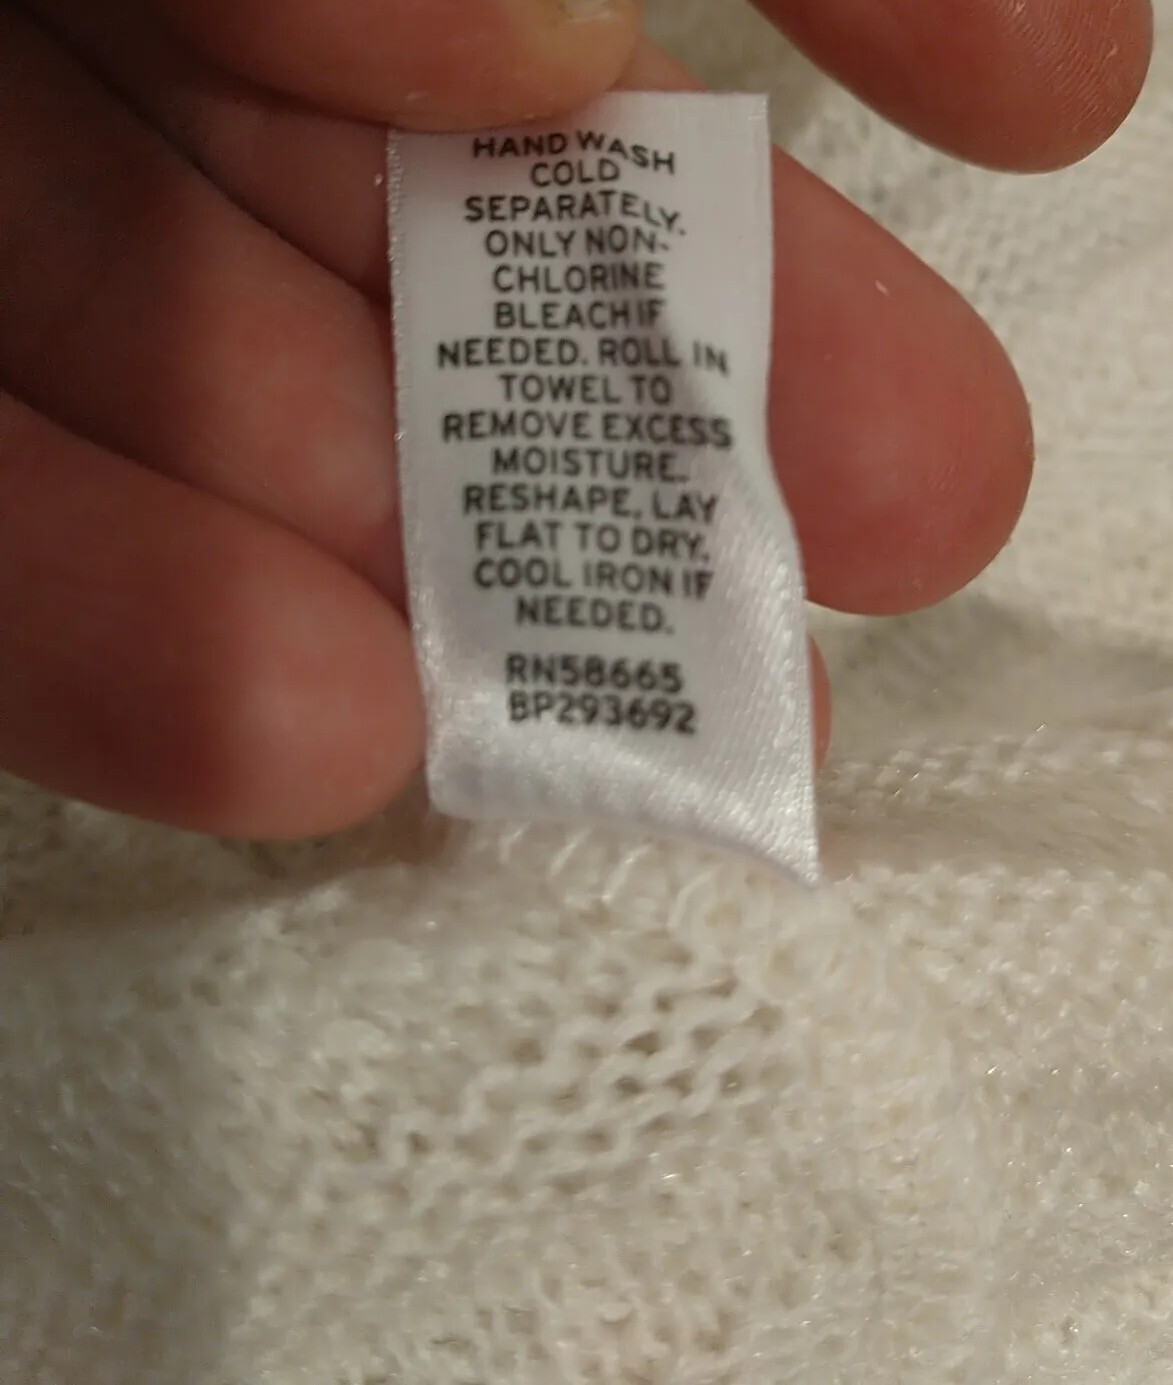 HAND WASH
COLD
SEPARATELY.
ONLY NON-
CHLORINE
BLEACH IF
NEEDED. ROLL IN
TOWEL TO
REMOVE EXCESS
MOISTURE.
RESHAPE, LAY
FLAT TO DRY.
COOL IRON IF
NEEDED.
RN58665
BP293692